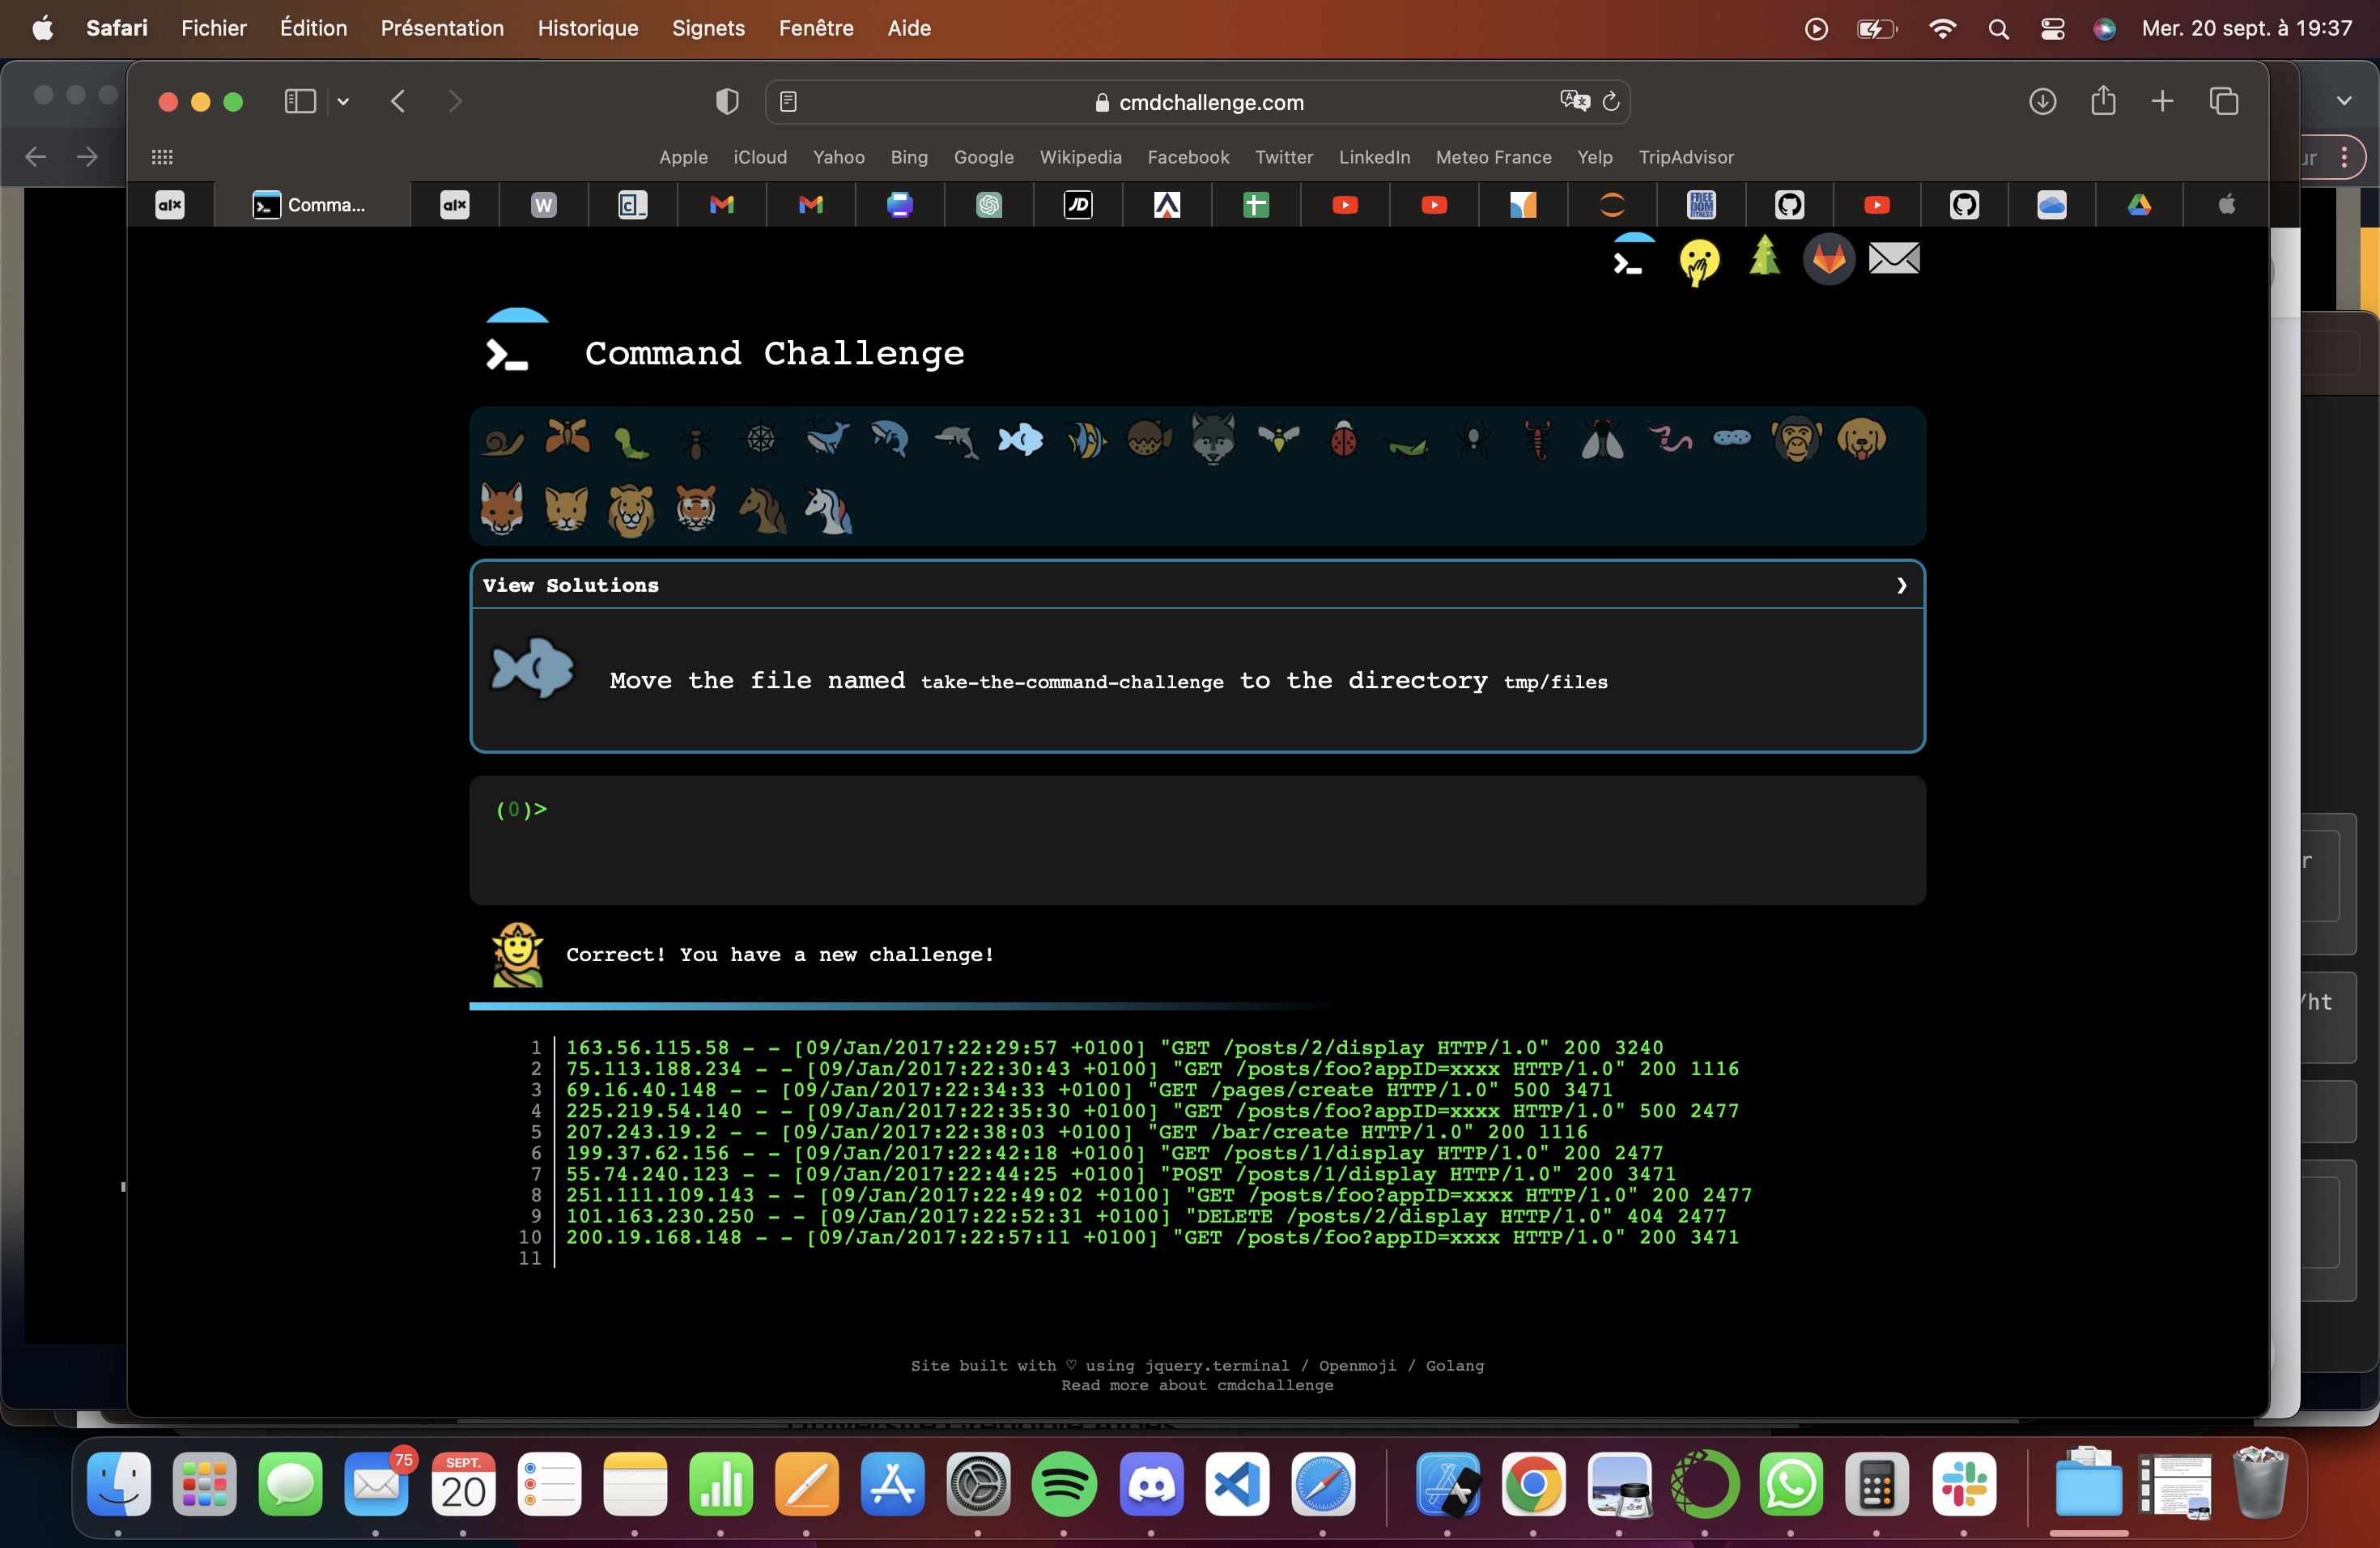 Safari Fichier Édition Présentation Historique Signets Fenêtre Aide Mer. 20 sept. à 19:37
cmdchallenge.com
Apple iCloud Yahoo Bing Google Wikipedia Facebook Twitter LinkedIn Meteo France Yelp TripAdvisor
ur
alx Comma... alx W C JD FREEDOM FITNESS
Command Challenge
View Solutions
Move the file named take-the-command-challenge to the directory tmp/files
(0)>
r
Correct! You have a new challenge!
/ht
1 163.56.115.58 - - [09/Jan/2017:22:29:57 +0100] "GET /posts/2/display HTTP/1.0" 200 3240
2 75.113.188.234 - - [09/Jan/2017:22:30:43 +0100] "GET /posts/foo?appID=xxxx HTTP/1.0" 200 1116
3 69.16.40.148 - - [09/Jan/2017:22:34:33 +0100] "GET /pages/create HTTP/1.0" 500 3471
4 225.219.54.140 - - [09/Jan/2017:22:35:30 +0100] "GET /posts/foo?appID=xxxx HTTP/1.0" 500 2477
5 207.243.19.2 - - [09/Jan/2017:22:38:03 +0100] "GET /bar/create HTTP/1.0" 200 1116
6 199.37.62.156 - - [09/Jan/2017:22:42:18 +0100] "GET /posts/1/display HTTP/1.0" 200 2477
7 55.74.240.123 - - [09/Jan/2017:22:44:25 +0100] "POST /posts/1/display HTTP/1.0" 200 3471
8 251.111.109.143 - - [09/Jan/2017:22:49:02 +0100] "GET /posts/foo?appID=xxxx HTTP/1.0" 200 2477
9 101.163.230.250 - - [09/Jan/2017:22:52:31 +0100] "DELETE /posts/2/display HTTP/1.0" 404 2477
10 200.19.168.148 - - [09/Jan/2017:22:57:11 +0100] "GET /posts/foo?appID=xxxx HTTP/1.0" 200 3471
11
Site built with ♡ using jquery.terminal / Openmoji / Golang
Read more about cmdchallenge
75
SEPT.
20